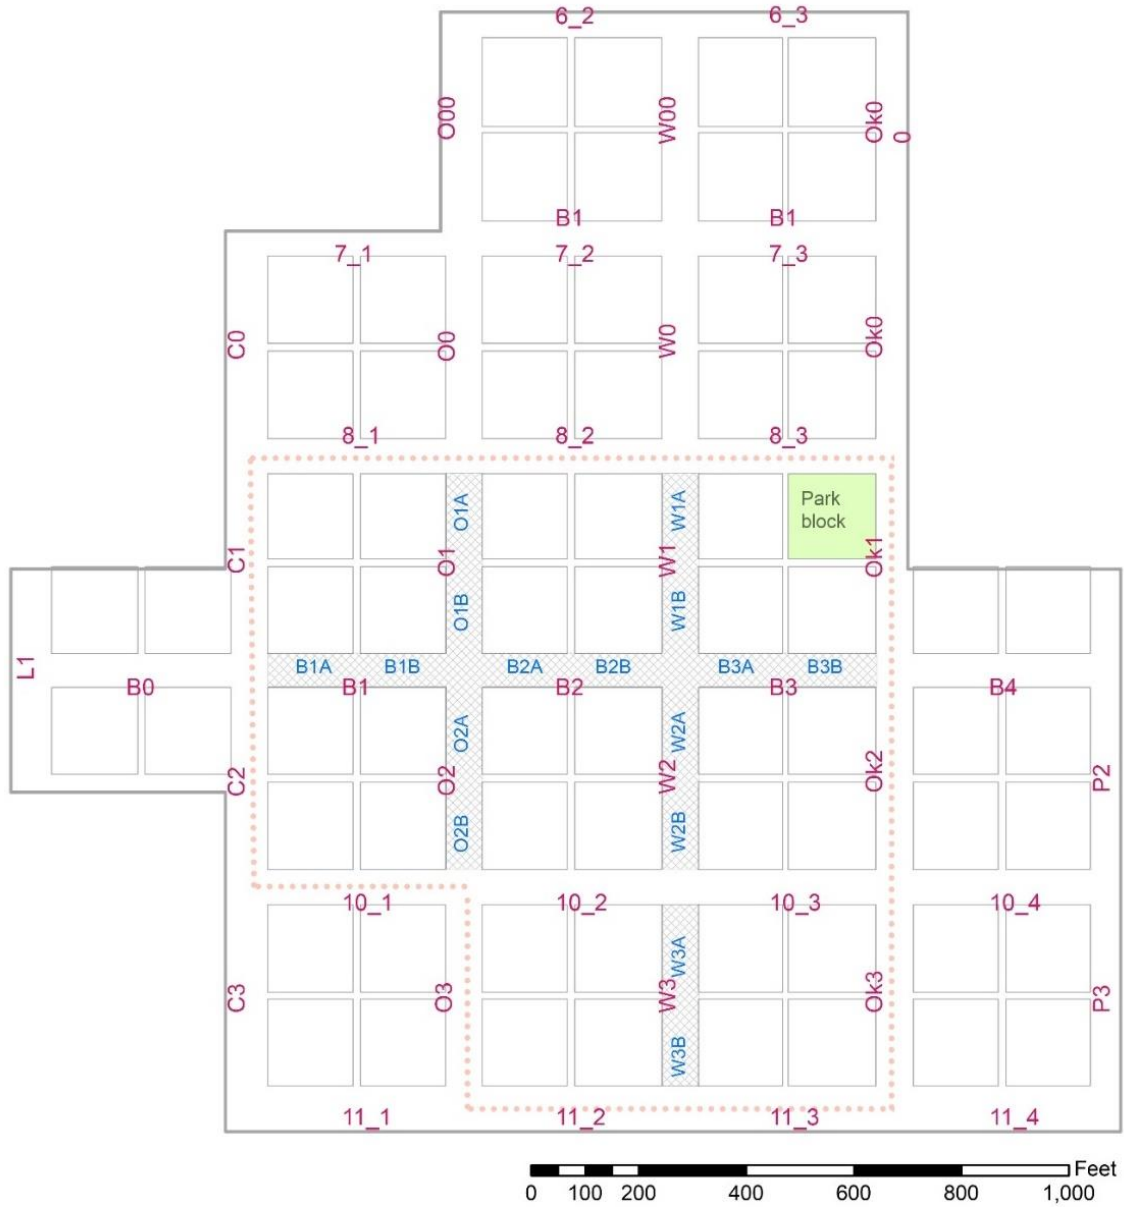 6_2
6_3
O00
W00
Ok0
0
B1
B1
7_1
7_2
7_3
C0
O0
W0
Ok0
8_1
8_2
8_3
O1A
W1A
Park
block
C1
O1
W1
Ok1
O1B
W1B
L1
B1A
B1B
B2A
B2B
B3A
B3B
B0
B1
B2
B3
B4
O2A
W2A
C2
O2
W2
Ok2
P2
O2B
W2B
10_1
10_2
10_3
10_4
W3A
C3
O3
W3
Ok3
P3
W3B
11_1
11_2
11_3
11_4
Feet
0 100 200 400 600 800 1,000